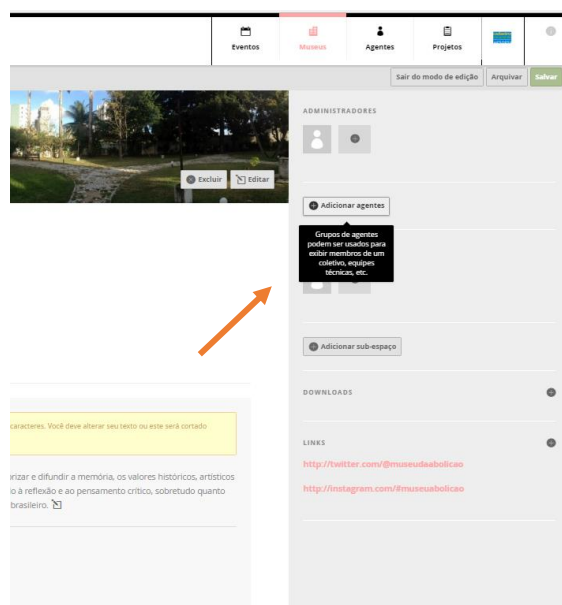 Eventos
Museus
Agentes
Projetos
Sair do modo de edição
Arquivar
Salvar
ADMINISTRADORES
Excluir
Editar
Adicionar agentes
Grupos de agentes
podem ser usados para
exibir membros de um
coletivo, equipes
técnicas, etc.
Adicionar sub-espaço
DOWNLOADS
caracteres. Você deve alterar seu texto ou este será cortado
LINKS
http://twitter.com/@museudaabolicao
http://instagram.com/#museuabolicao
rizar e difundir a memória, os valores históricos, artísticos
o à reflexão e ao pensamento crítico, sobretudo quanto
brasileiro.